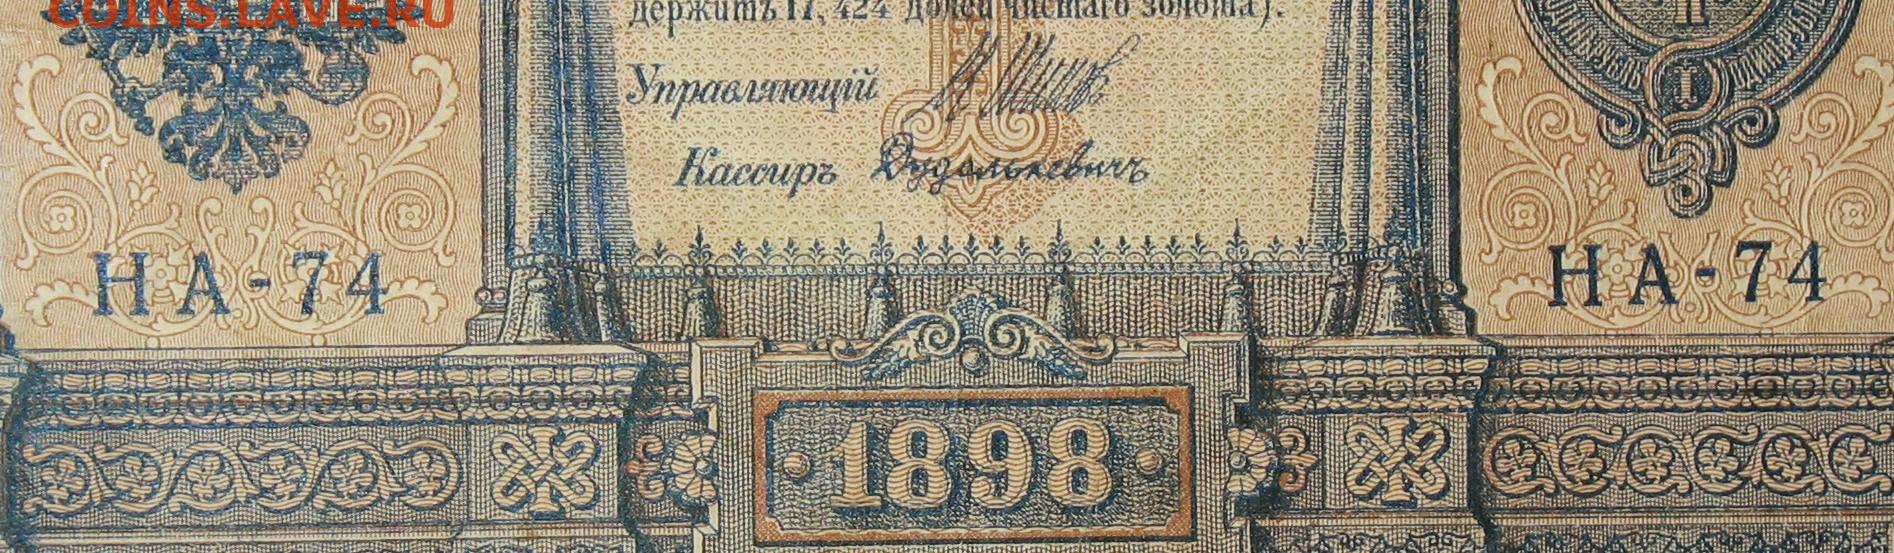 COINS.LAVE.RU
держитъ 17,424 долей чистаго золота).
Управляющій
Кассиръ
НА-74
НА-74
I
1898